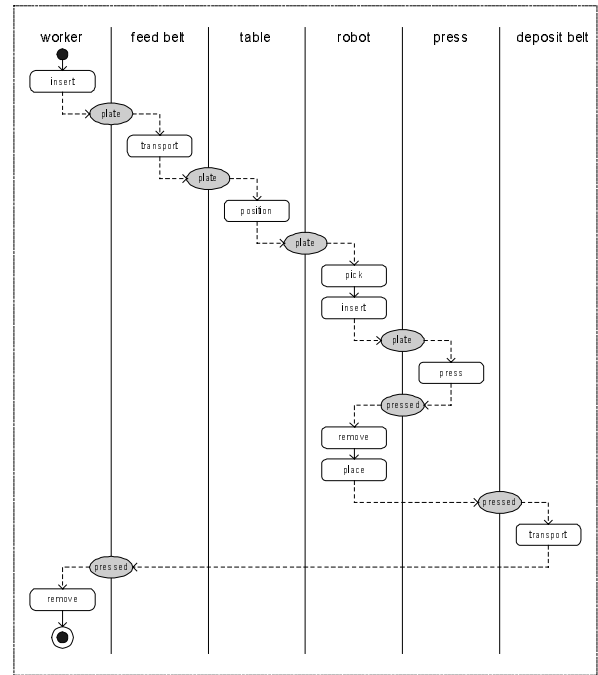 worker feed belt table robot press deposit belt
insert
plate
transport
plate
position
plate
pick
insert
plate
press
pressed
remove
place
pressed
transport
pressed
remove